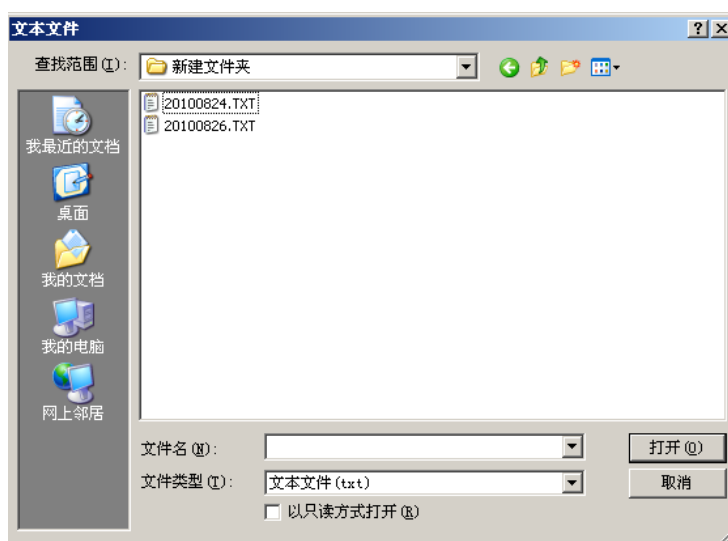 文本文件
查找范围(I): 新建文件夹
20100824.TXT
20100826.TXT
我最近的文档
桌面
我的文档
我的电脑
网上邻居
文件名(N):
打开(O)
文件类型(T): 文本文件(txt)
取消
以只读方式打开(R)